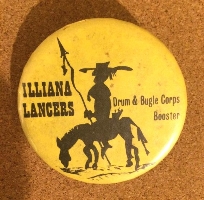 ILLIANA
LANCERS
Drum & Bugle Corps
Booster